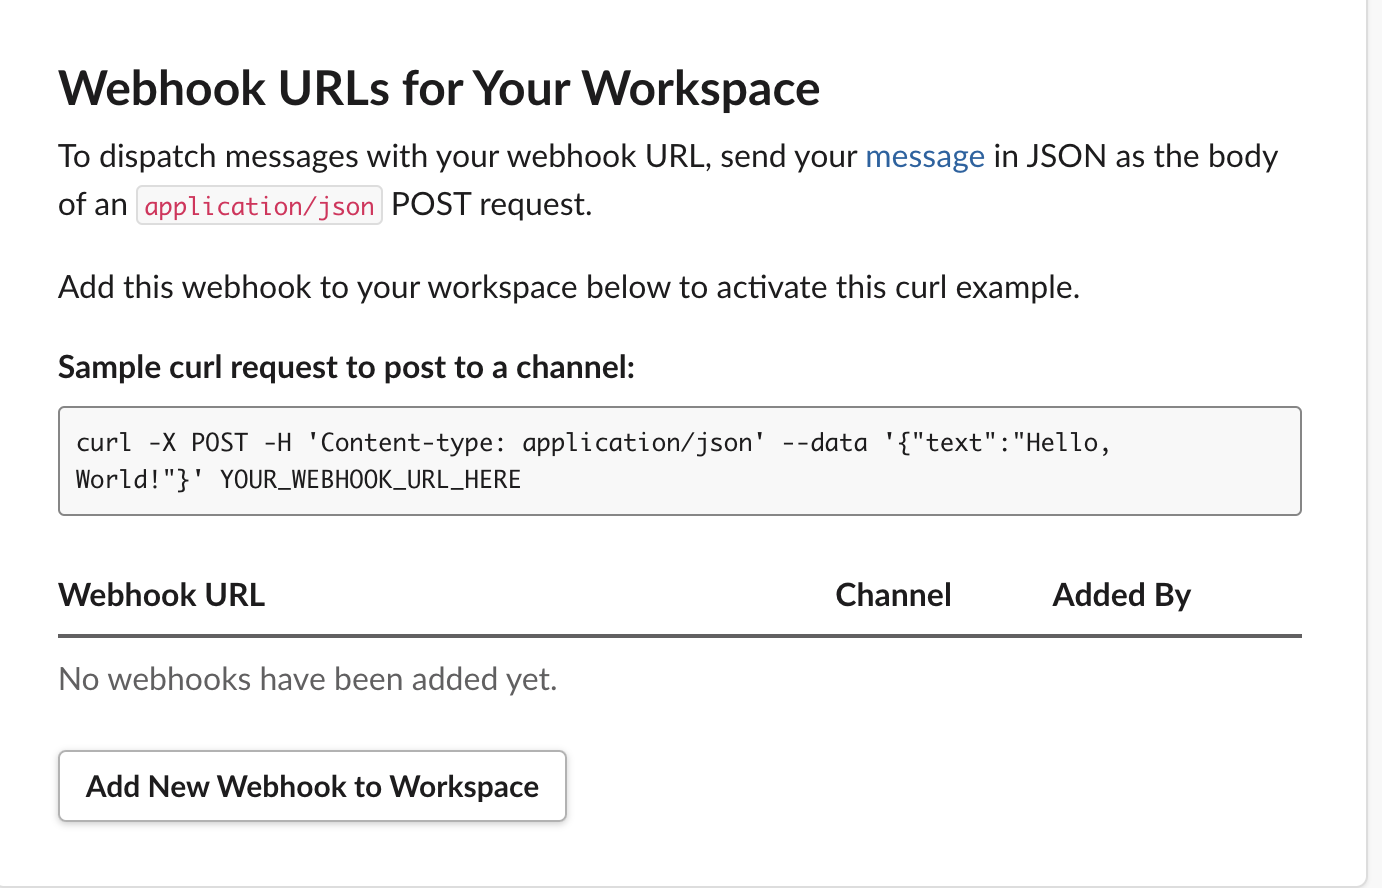 Webhook URLs for Your Workspace
To dispatch messages with your webhook URL, send your message in JSON as the body
of an application/json POST request.
Add this webhook to your workspace below to activate this curl example.
Sample curl request to post to a channel:
curl -X POST -H 'Content-type: application/json' --data '{"text":"Hello,
World!"}' YOUR_WEBHOOK_URL_HERE
Webhook URL Channel Added By
No webhooks have been added yet.
Add New Webhook to Workspace